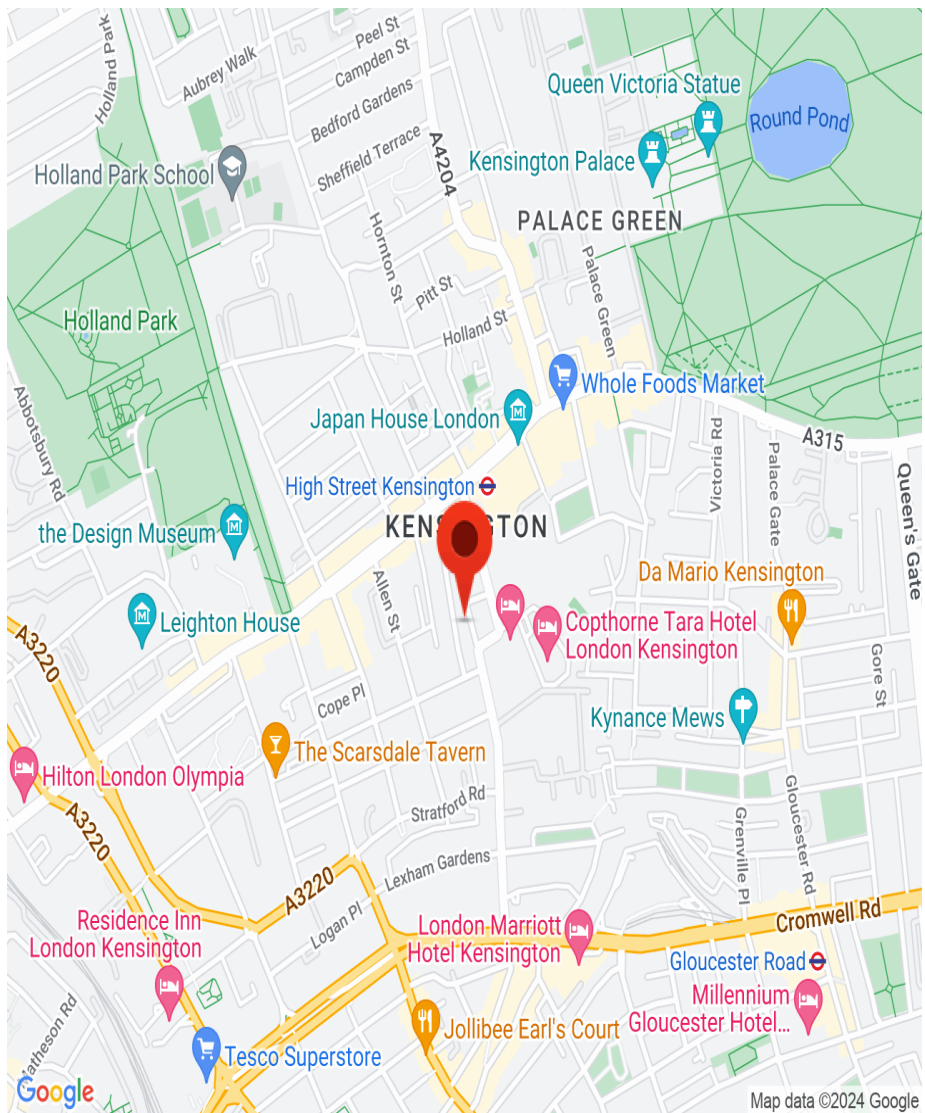 Peel St
Campden St
Aubrey Walk
Holland Park
Bedford Gardens
Queen Victoria Statue
Round Pond
Sheffield Terrace
A4204
Kensington Palace
Holland Park School
PALACE GREEN
Hornton St
Pitt St
Palace Green
Holland St
Holland Park
Whole Foods Market
Japan House London
Abbotsbury Rd
A315
Victoria Rd
Palace Gate
Queen's Gate
High Street Kensington
KENS GTON
the Design Museum
Da Mario Kensington
Allen St
Leighton House
Copthorne Tara Hotel
London Kensington
A3220
Gore St
Cope Pl
Kynance Mews
The Scarsdale Tavern
Hilton London Olympia
Stratford Rd
A3220
Gloucester Rd
Grenville Pl
Lexham Gardens
A3220
Logan Pl
Residence Inn
London Kensington
London Marriott
Hotel Kensington
Cromwell Rd
Gloucester Road
Millennium
Gloucester Hotel...
Jollibee Earl's Court
Tesco Superstore
Matheson Rd
Google
Map data ©2024 Google